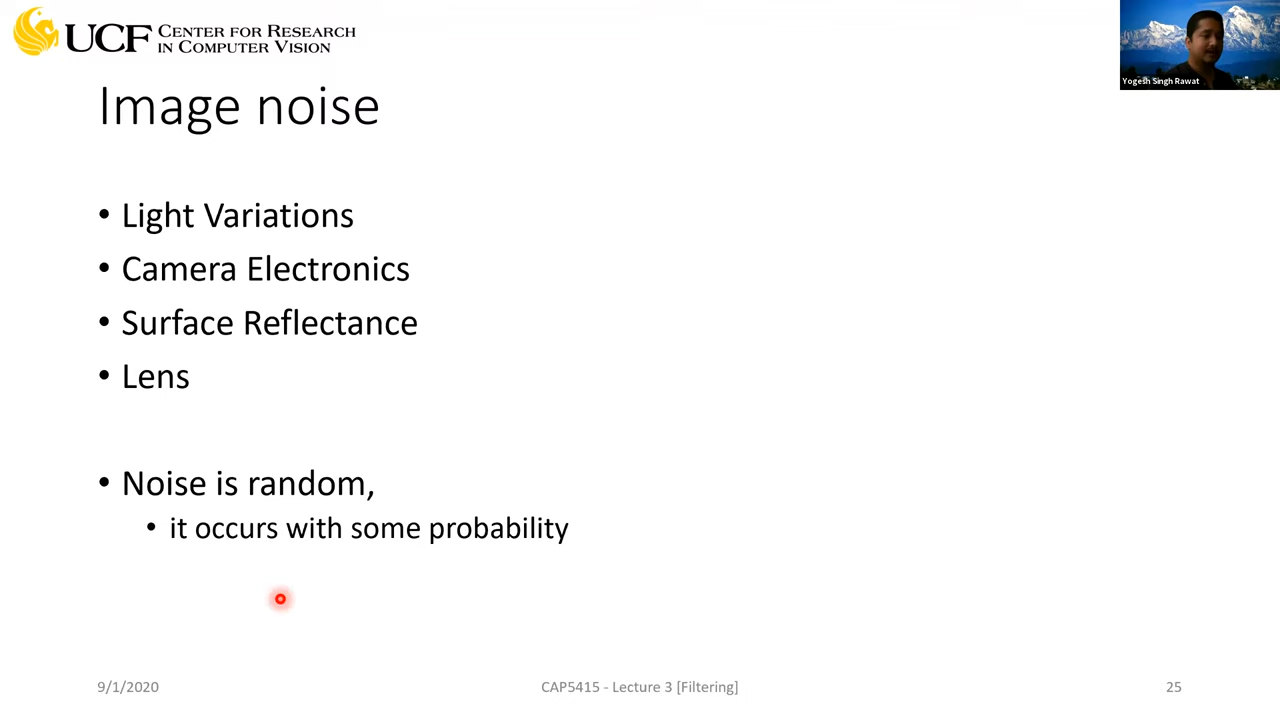 UCF CENTER FOR RESEARCH
IN COMPUTER VISION
Yogesh Singh Rawat
Image noise
• Light Variations
• Camera Electronics
• Surface Reflectance
• Lens
• Noise is random,
• it occurs with some probability
9/1/2020
CAP5415 - Lecture 3 [Filtering]
25